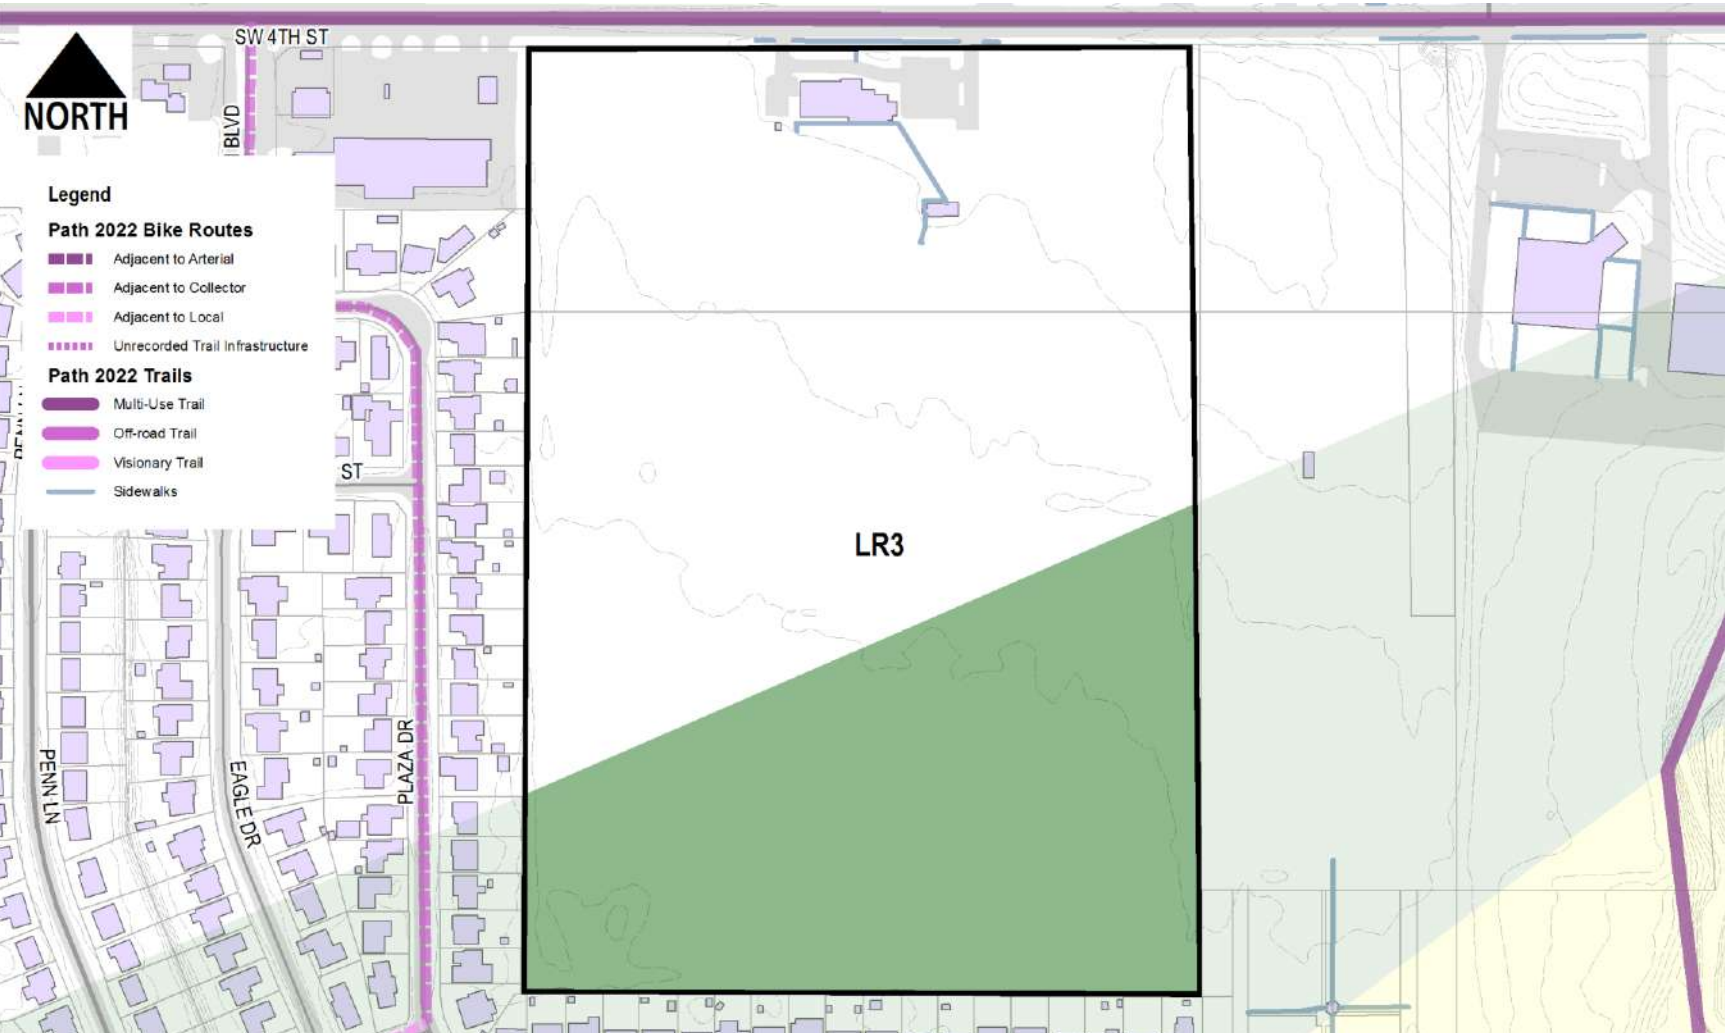 SW 4TH ST
NORTH
BLVD
Legend
Path 2022 Bike Routes
Adjacent to Arterial
Adjacent to Collector
Adjacent to Local
Unrecorded Trail Infrastructure
Path 2022 Trails
Multi-Use Trail
Off-road Trail
Visionary Trail
Sidewalks
ST
LR3
PENN LN
EAGLE DR
PLAZA DR